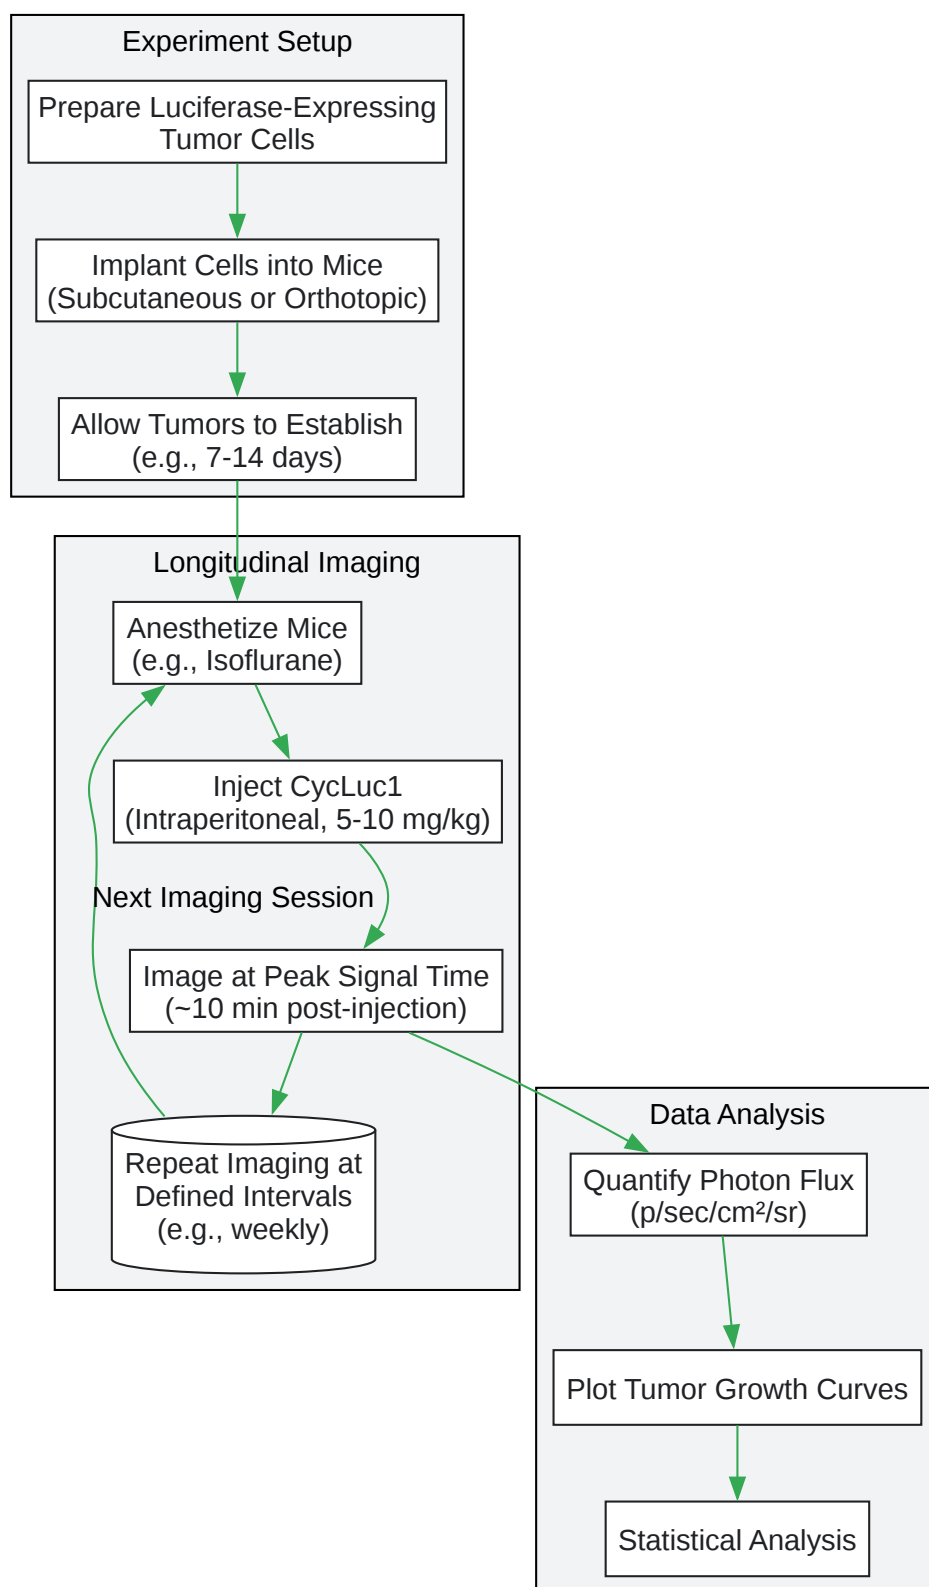 Experiment Setup
Prepare Luciferase-Expressing
Tumor Cells
Implant Cells into Mice
(Subcutaneous or Orthotopic)
Allow Tumors to Establish
(e.g., 7-14 days)
Longitudinal Imaging
Anesthetize Mice
(e.g., Isoflurane)
Inject CycLuc1
(Intraperitoneal, 5-10 mg/kg)
Next Imaging Session
Image at Peak Signal Time
(~10 min post-injection)
Repeat Imaging at
Defined Intervals
(e.g., weekly)
Data Analysis
Quantify Photon Flux
(p/sec/cm²/sr)
Plot Tumor Growth Curves
Statistical Analysis